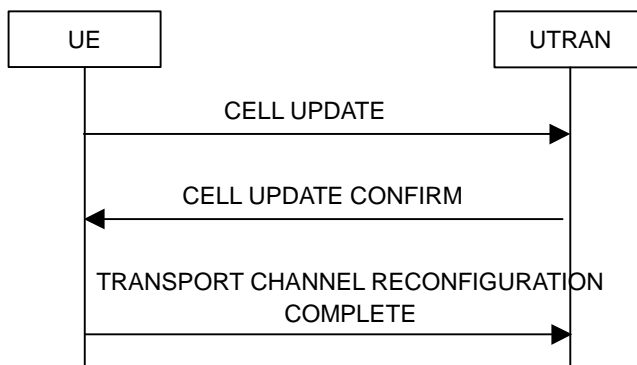 UE
UTRAN
CELL UPDATE
CELL UPDATE CONFIRM
TRANSPORT CHANNEL RECONFIGURATION
COMPLETE